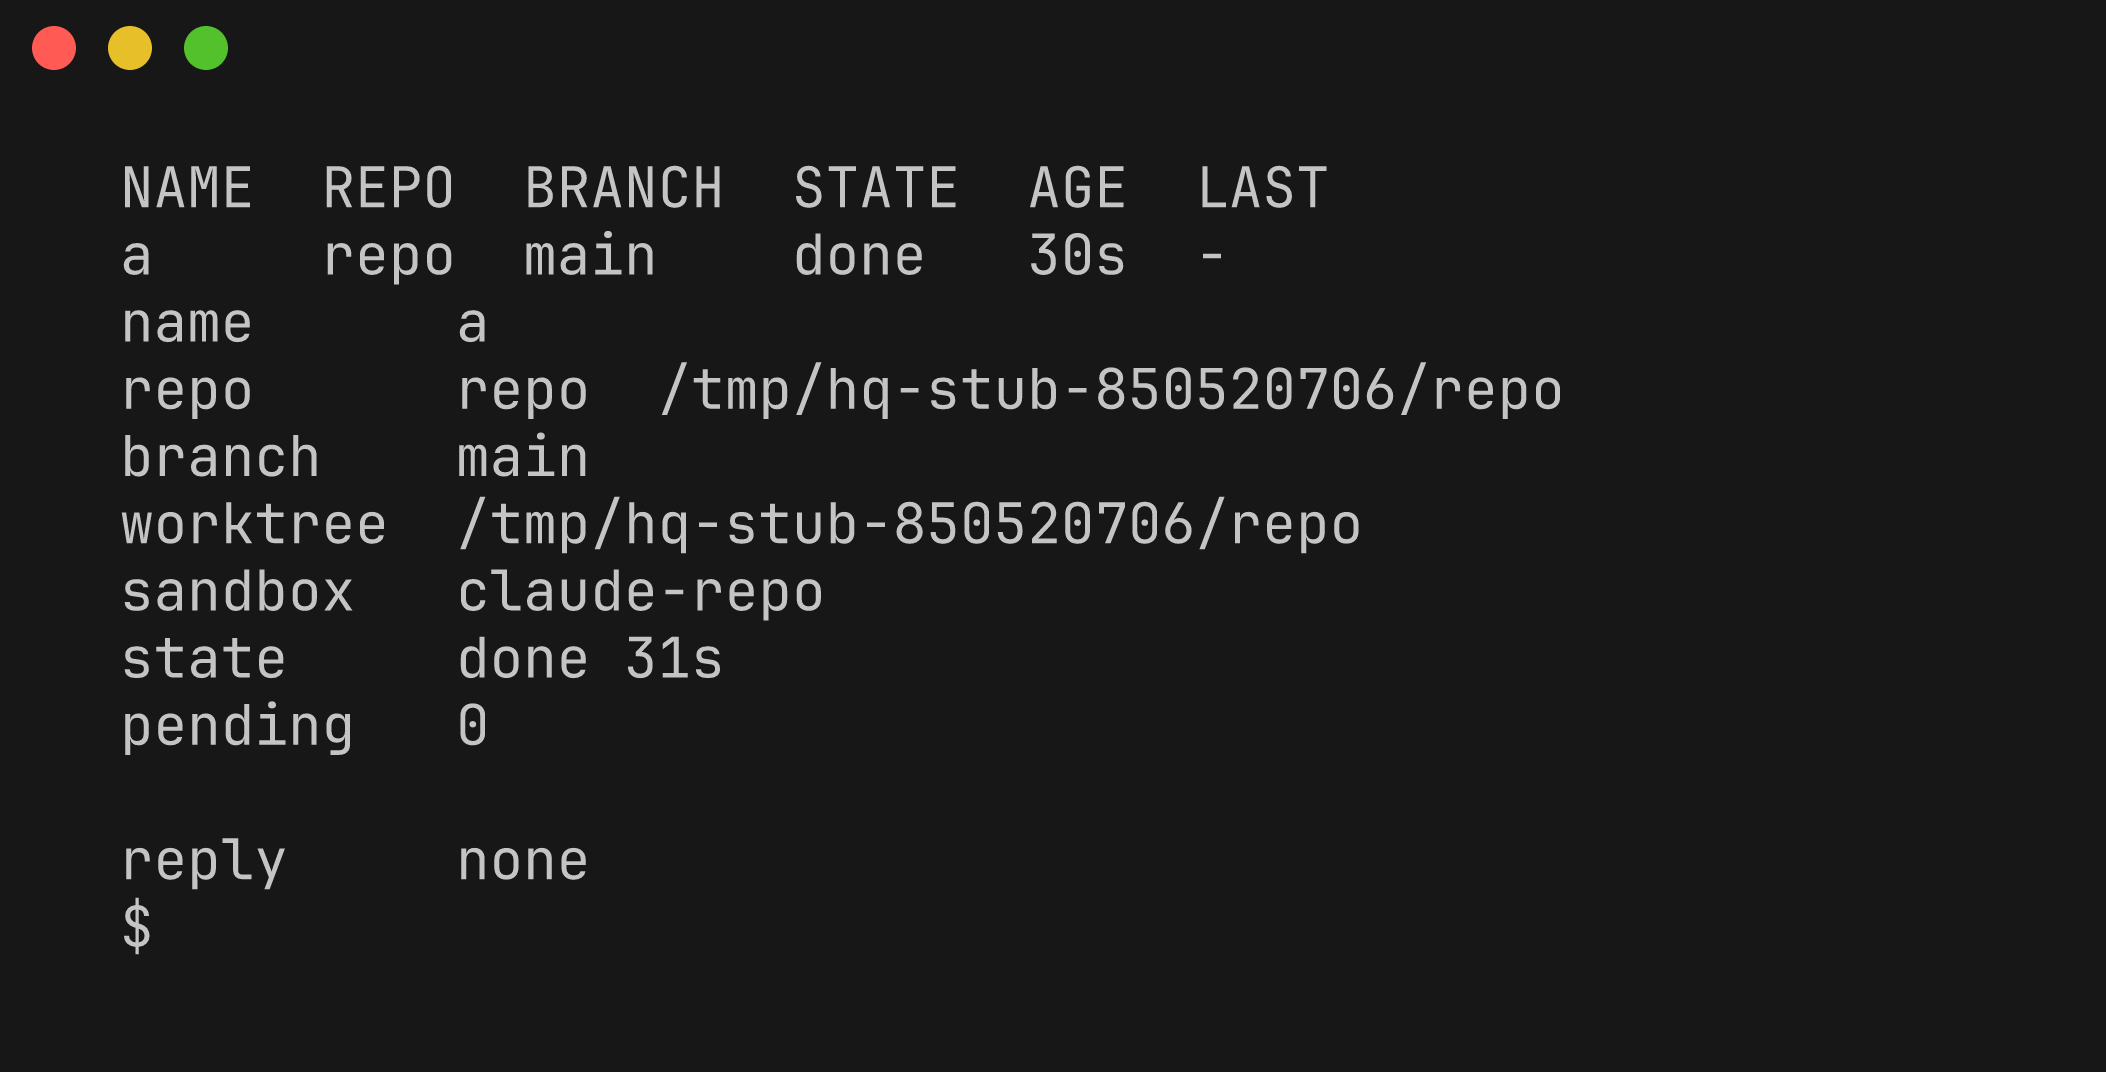 NAME  REPO  BRANCH  STATE  AGE  LAST
a     repo  main    done   30s  -
name      a
repo      repo  /tmp/hq-stub-850520706/repo
branch    main
worktree  /tmp/hq-stub-850520706/repo
sandbox   claude-repo
state     done 31s
pending   0

reply     none
$